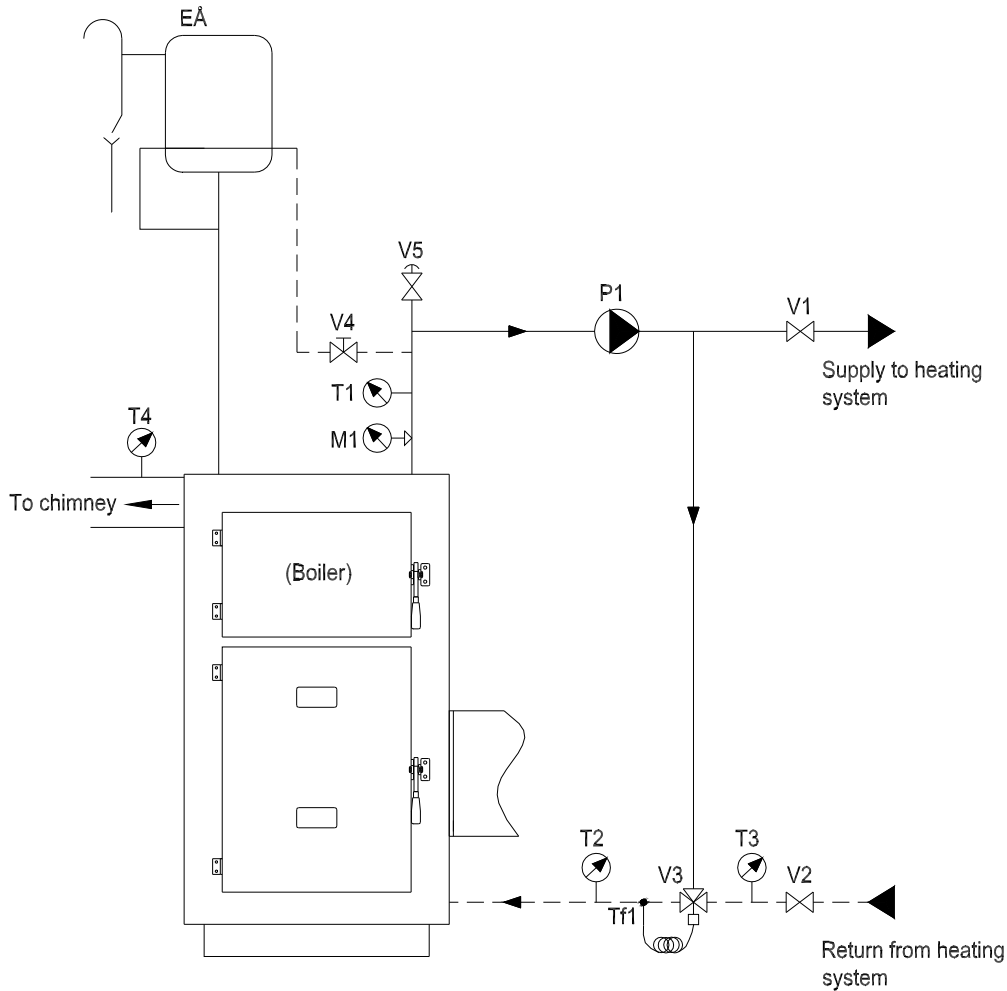 EÅ
V5
P1
V1
V4
Supply to heating
system
T1
T4
M1
To chimney
(Boiler)
T2
T3
V3
V2
Tf1
Return from heating
system